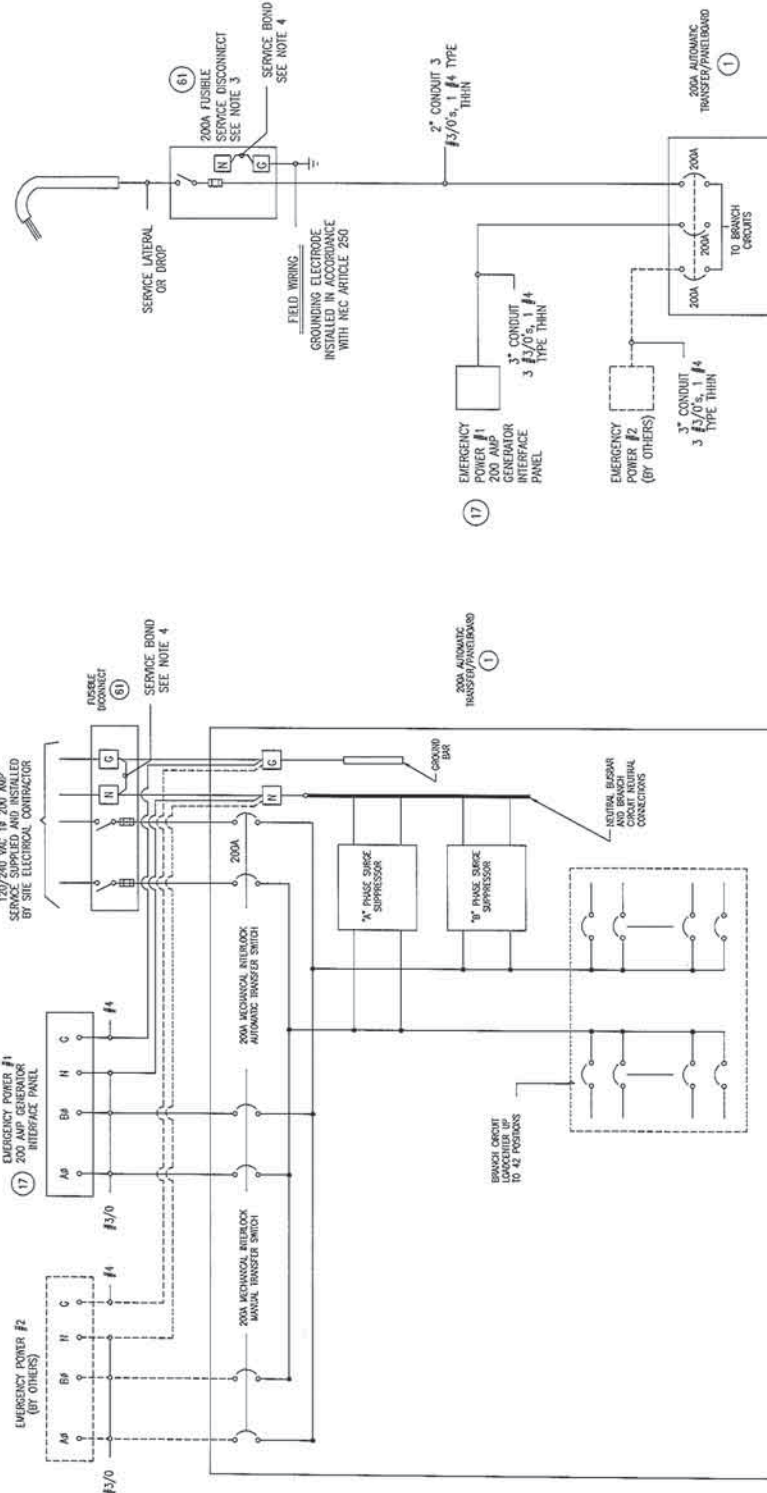 EMERGENCY POWER #2
(BY OTHERS)
AØ
BØ
N
G
#3/0
#4
EMERGENCY POWER #1
200 AMP GENERATOR
INTERFACE PANEL
17
AØ
BØ
N
G
#3/0
#4
120/240 VAC 1Ø 200 AMP
SERVICE SUPPLIED AND INSTALLED
BY SITE ELECTRICAL CONTRACTOR
FUSIBLE
DICONNECT
61
N
G
SERVICE BOND
SEE NOTE 4
200A MECHANICAL INTERLOCK
MANUAL TRANSFER SWITCH
200A MECHANICAL INTERLOCK
AUTOMATIC TRANSFER SWITCH
200A
N
G
200A AUTOMATIC
TRANSFER/PANELBOARD
1
GROUND
BAR
"A" PHASE SURGE
SUPPRESSOR
"B" PHASE SURGE
SUPPRESSOR
NEUTRAL BUSBAR
AND BRANCH
CIRCUIT NEUTRAL
CONNECTIONS
BRANCH CIRCUIT
LOADCENTER UP
TO 42 POSITIONS
SERVICE LATERAL
OR DROP
61
200A FUSIBLE
SERVICE DISCONNECT
SEE NOTE 3
N
G
SERVICE BOND
SEE NOTE 4
FIELD WIRING
GROUNDING ELECTRODE
INSTALLED IN ACCORDANCE
WITH NEC ARTICLE 250
2" CONDUIT 3
#3/0's, 1 #4 TYPE
THHN
17
EMERGENCY
POWER #1
200 AMP
GENERATOR
INTERFACE
PANEL
3" CONDUIT
3 #3/0's, 1 #4
TYPE THHN
EMERGENCY
POWER #2
(BY OTHERS)
3" CONDUIT
3 #3/0's, 1 #4
TYPE THHN
200A AUTOMATIC
TRANSFER/PANELBOARD
1
200A
200A
200A
TO BRANCH
CIRCUITS